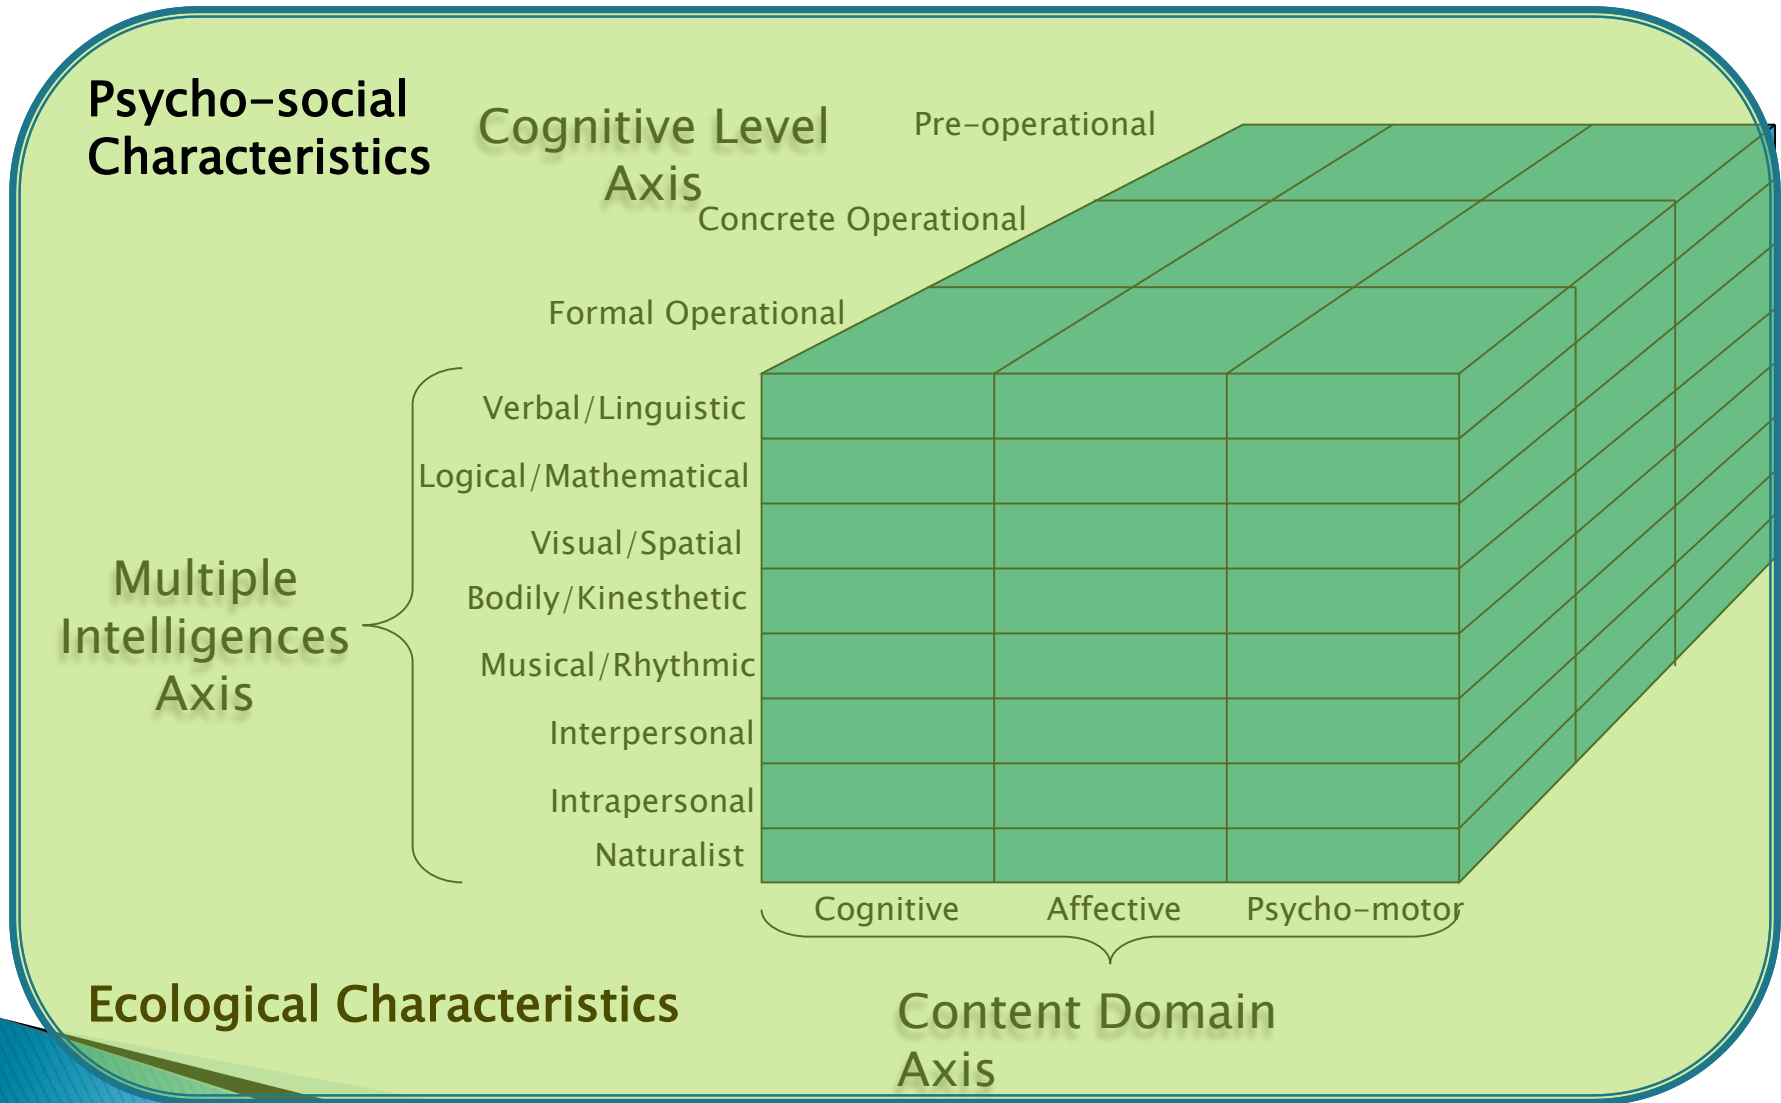 Psycho-social
Characteristics
Cognitive Level
Axis
Pre-operational
Concrete Operational
Formal Operational
Multiple
Intelligences
Axis
Verbal/Linguistic
Logical/Mathematical
Visual/Spatial
Bodily/Kinesthetic
Musical/Rhythmic
Interpersonal
Intrapersonal
Naturalist
Cognitive
Affective
Psycho-motor
Content Domain
Axis
Ecological Characteristics